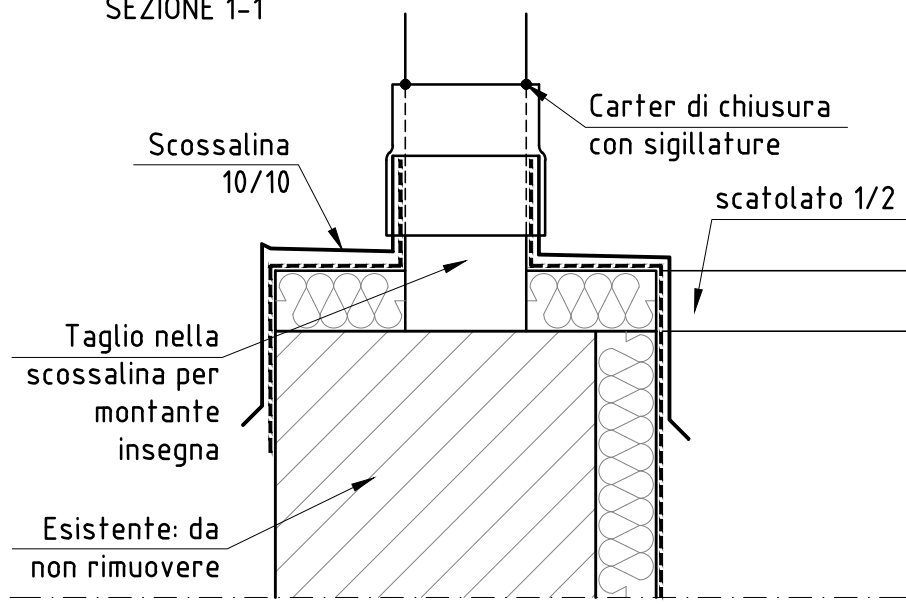 SEZIONE 1-1
Carter di chiusura
con sigillature
Scossalina
10/10
scatolato 1/2
Taglio nella
scossalina per
montante
insegna
Esistente: da
non rimuovere